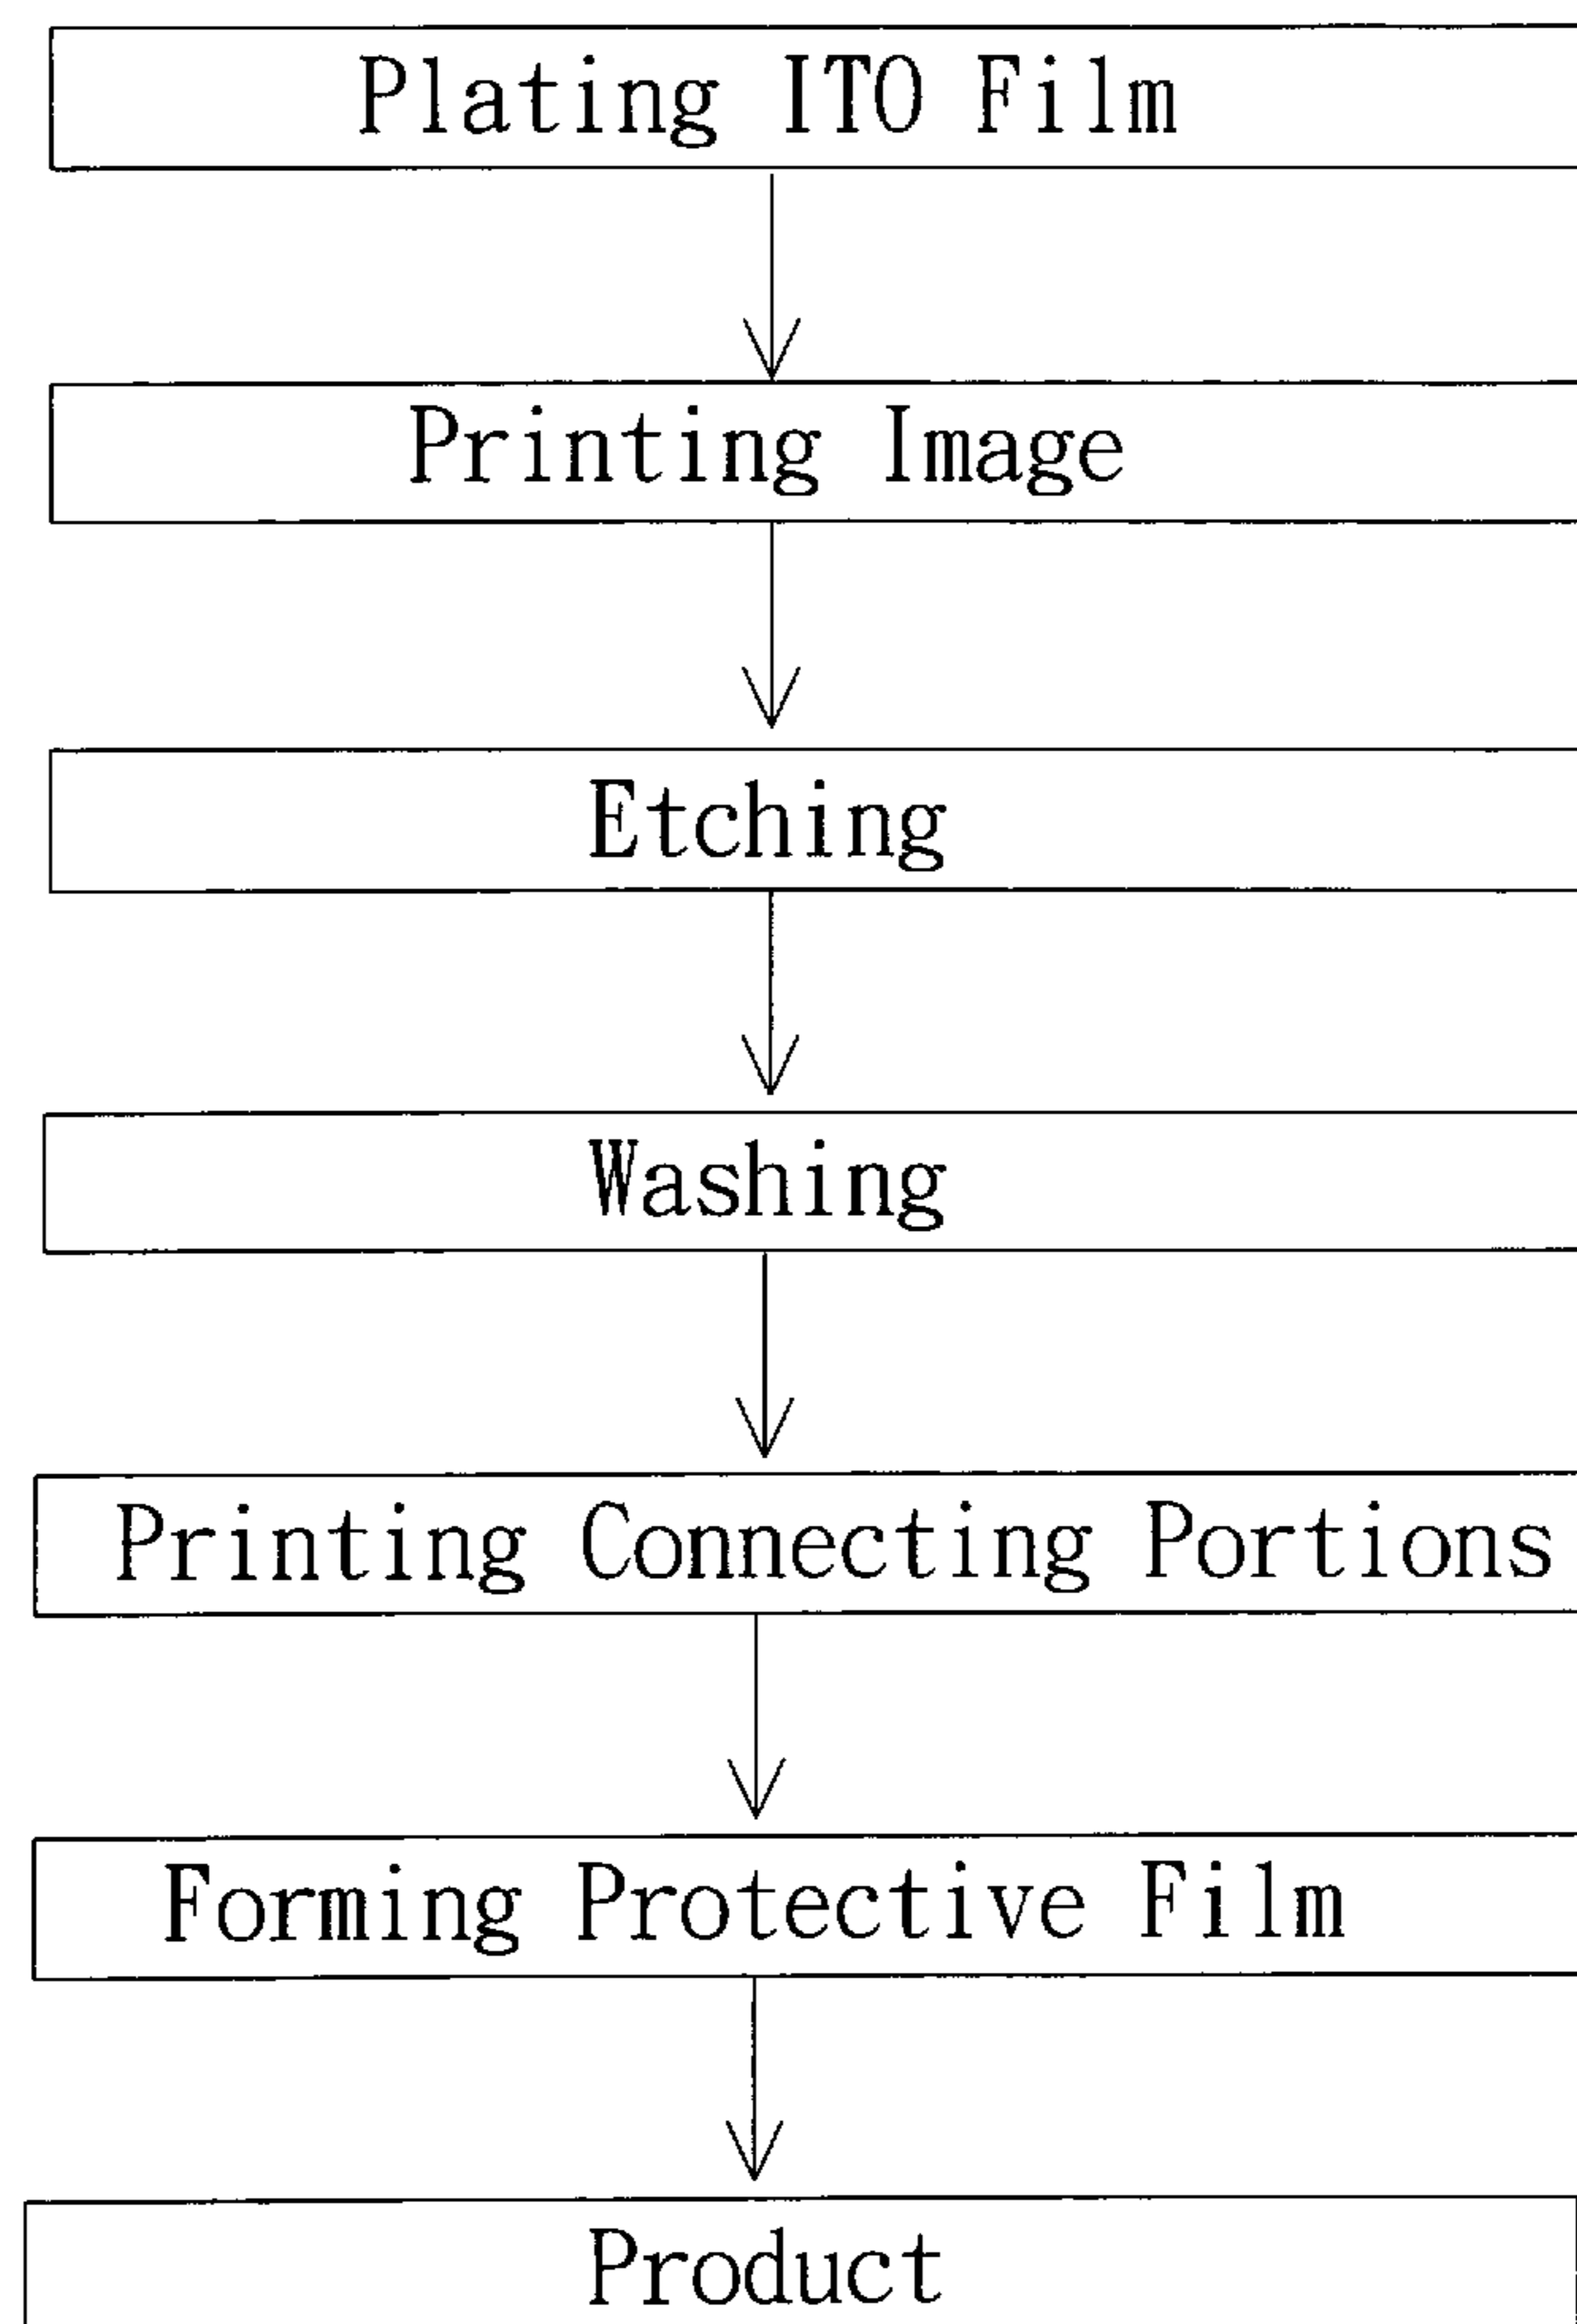 Plating ITO Film
Printing Image
Etching
Washing
Printing Connecting Portions
Forming Protective Film
Product